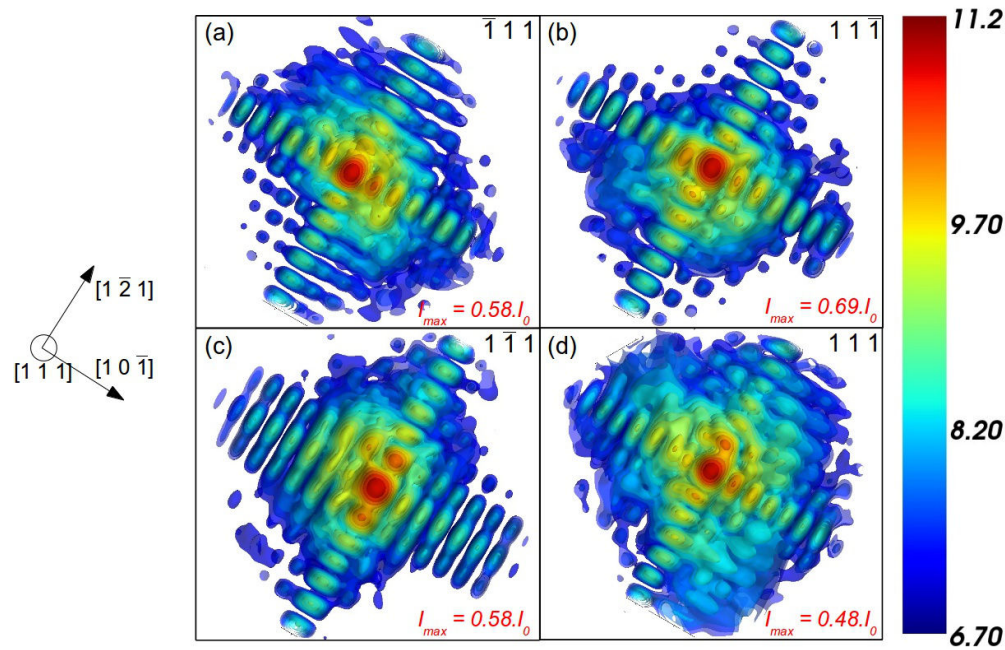 (a) 1̅ 1 1
(b) 1 1 1̅
I_max = 0.58.I_0
I_max = 0.69.I_0
(c) 1 1̅ 1
(d) 1 1 1
I_max = 0.58.I_0
I_max = 0.48.I_0
[1 2̅ 1]
[1 1 1]
[1 0 1̅]
11.2
9.70
8.20
6.70